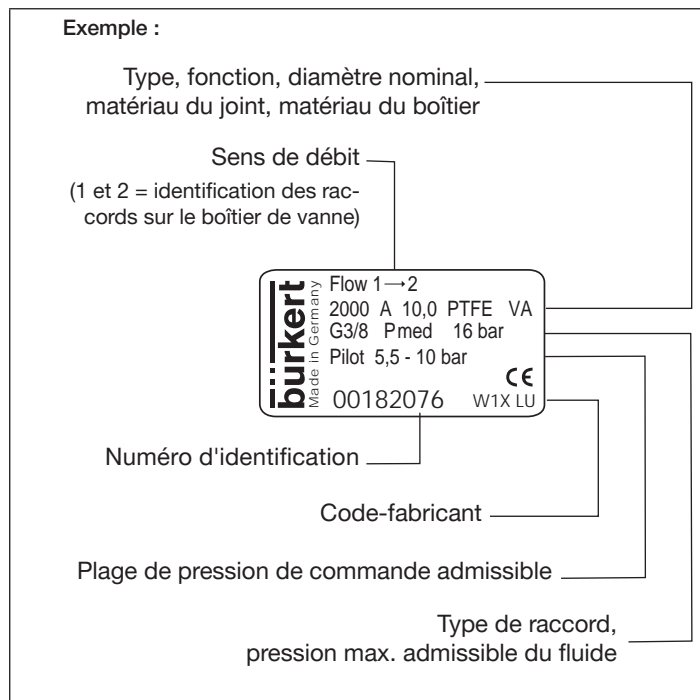 Exemple :
Type, fonction, diamètre nominal,
matériau du joint, matériau du boîtier
Sens de débit
(1 et 2 = identification des rac-
cords sur le boîtier de vanne)
bürkert
Made in Germany
Flow 1→2
2000 A 10,0 PTFE VA
G3/8 Pmed 16 bar
Pilot 5,5 - 10 bar
CE
00182076 W1X LU
Numéro d'identification
Code-fabricant
Plage de pression de commande admissible
Type de raccord,
pression max. admissible du fluide